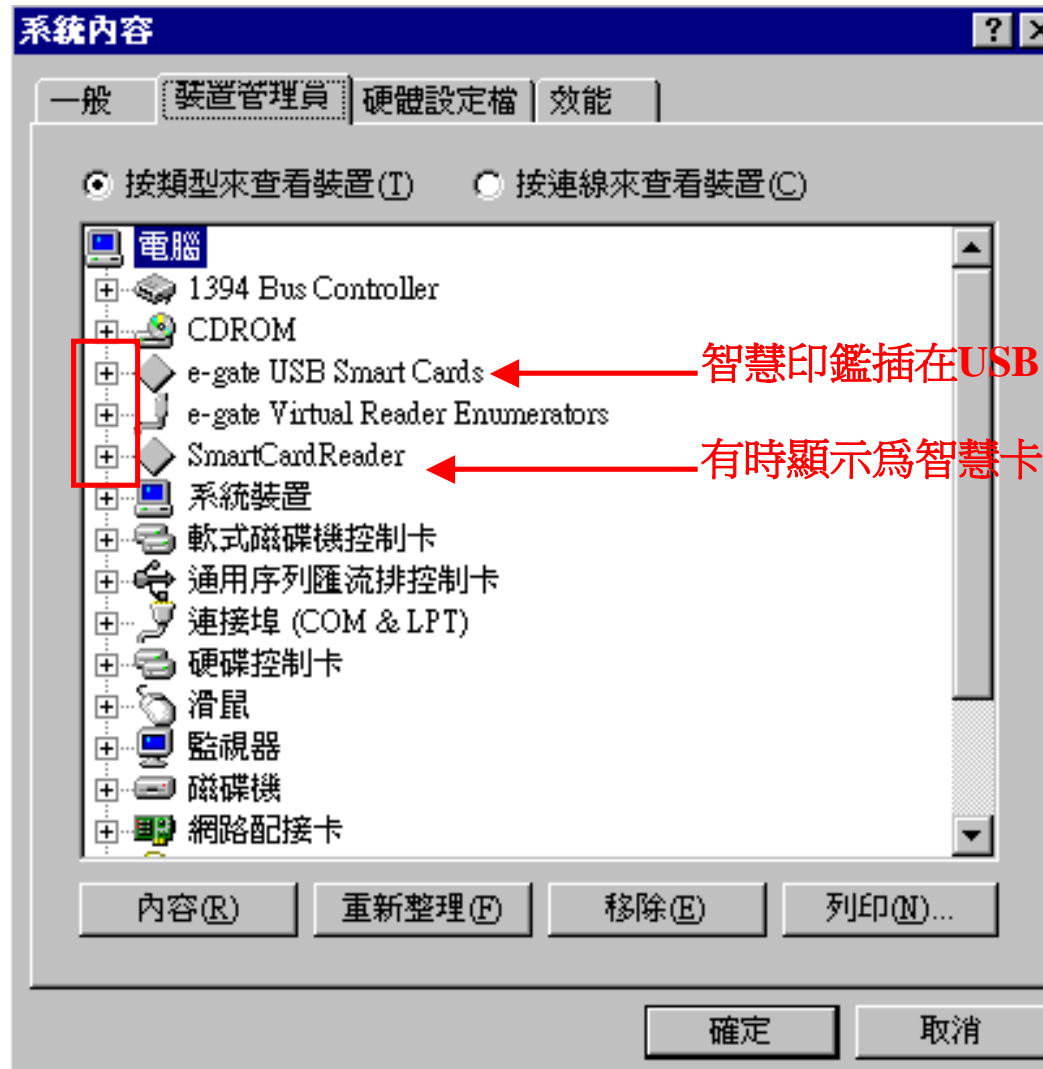 系統內容
一般 裝置管理員 硬體設定檔 效能
按類型來查看裝置(T) 按連線來查看裝置(C)
電腦
1394 Bus Controller
CDROM
e-gate USB Smart Cards 智慧印鑑插在USB
e-gate Virtual Reader Enumerators
SmartCardReader 有時顯示為智慧卡
系統裝置
軟式磁碟機控制卡
通用序列匯流排控制卡
連接埠 (COM & LPT)
硬碟控制卡
滑鼠
監視器
磁碟機
網路配接卡
內容(R) 重新整理(F) 移除(E) 列印(N)...
確定 取消